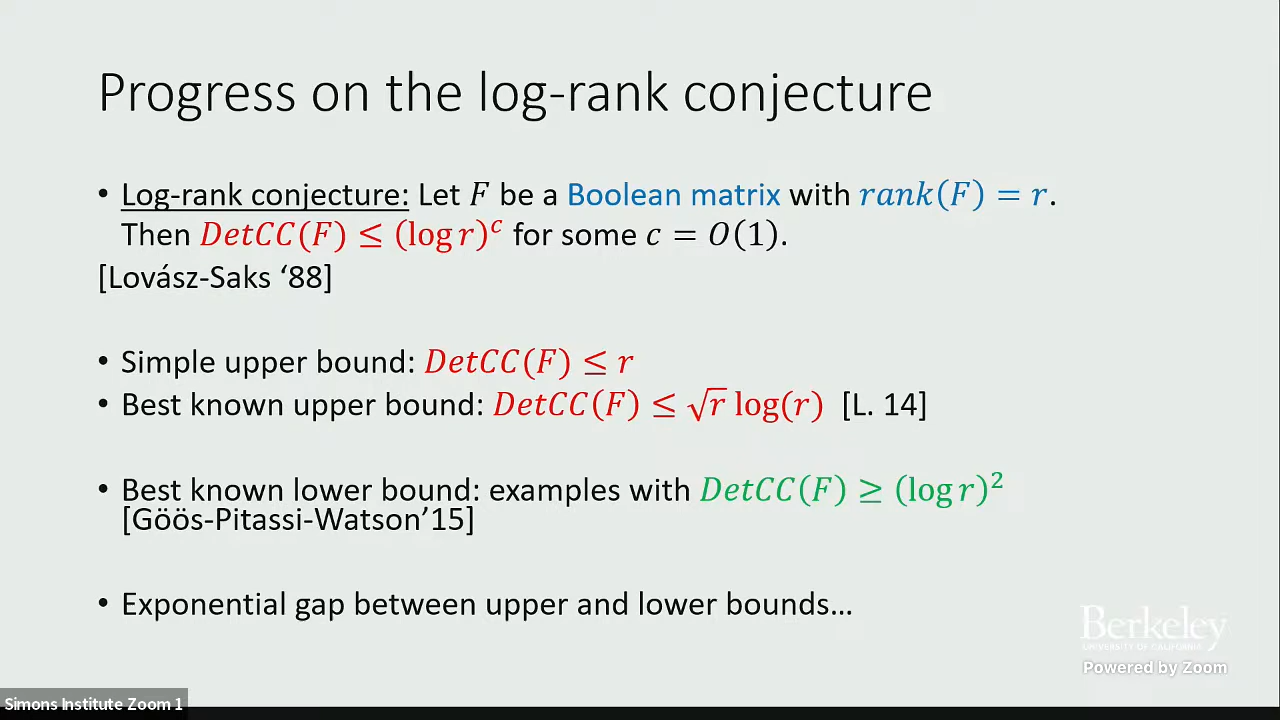 Progress on the log-rank conjecture
• Log-rank conjecture: Let F be a Boolean matrix with rank(F) = r.
Then DetCC(F) ≤ (log r)^c for some c = O(1).
[Lovász-Saks ‘88]
• Simple upper bound: DetCC(F) ≤ r
• Best known upper bound: DetCC(F) ≤ √r log(r) [L. 14]
• Best known lower bound: examples with DetCC(F) ≥ (log r)²
[Göös-Pitassi-Watson’15]
• Exponential gap between upper and lower bounds…
Berkeley
UNIVERSITY OF CALIFORNIA
Powered by Zoom
Simons Institute Zoom 1